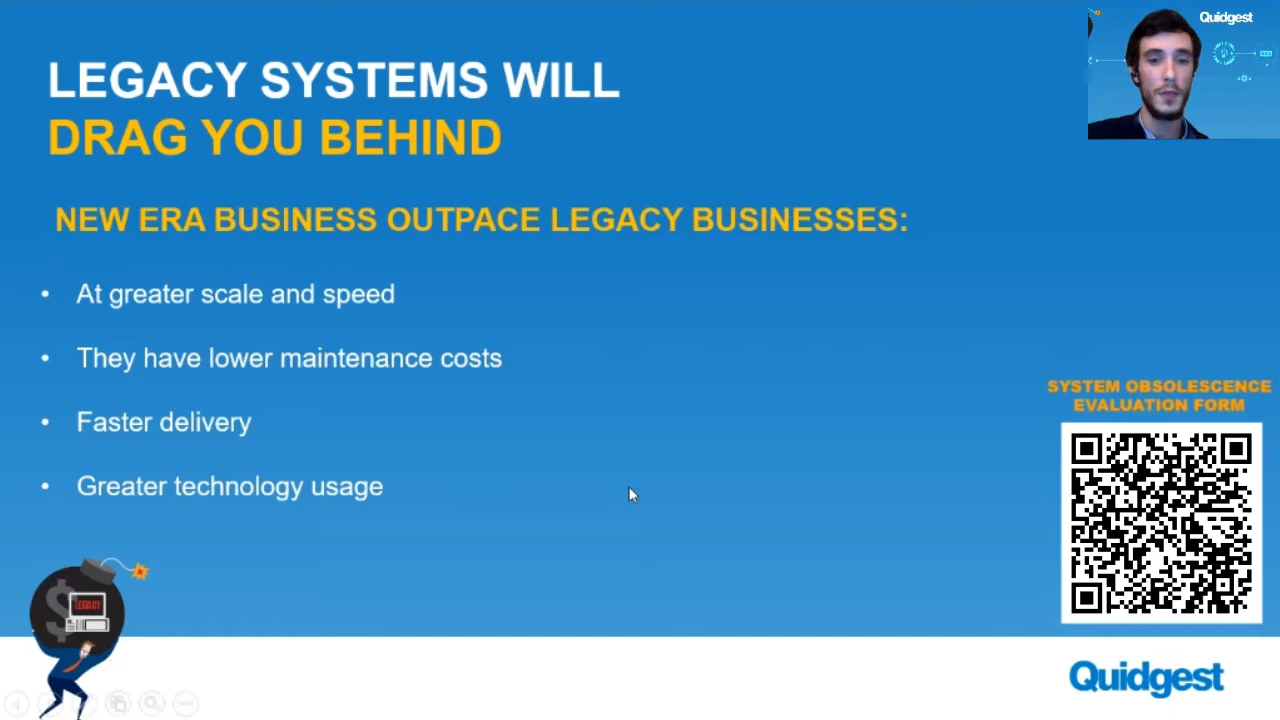 Quidgest
LEGACY SYSTEMS WILL
DRAG YOU BEHIND
NEW ERA BUSINESS OUTPACE LEGACY BUSINESSES:
• At greater scale and speed
• They have lower maintenance costs
• Faster delivery
• Greater technology usage
SYSTEM OBSOLESCENCE
EVALUATION FORM
$
LEGACY
Quidgest